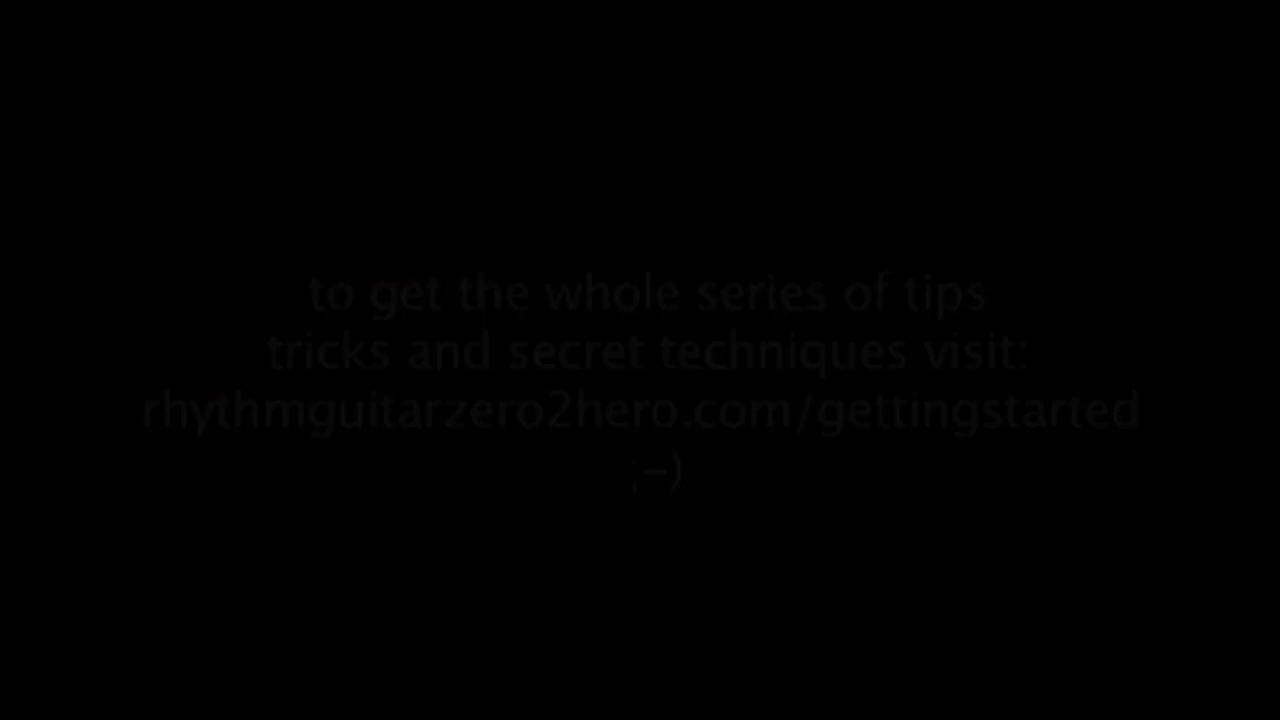 to get the whole series of tips
tricks and secret techniques visit:
rhythmguitarzero2hero.com/gettingstarted
;-)